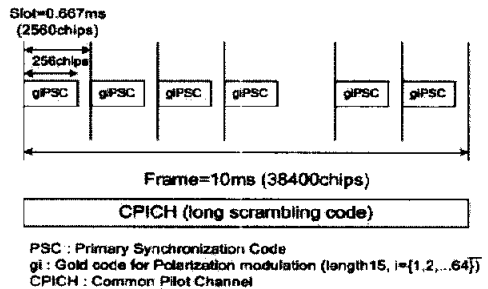 Slot=0.667ms
(2560chips)
256chips
giPSC giPSC giPSC giPSC giPSC giPSC
Frame=10ms (38400chips)
CPICH (long scrambling code)
PSC : Primary Synchronization Code
gi : Gold code for Polarization modulation (length15, i={1,2,...64})
CPICH : Common Pilot Channel